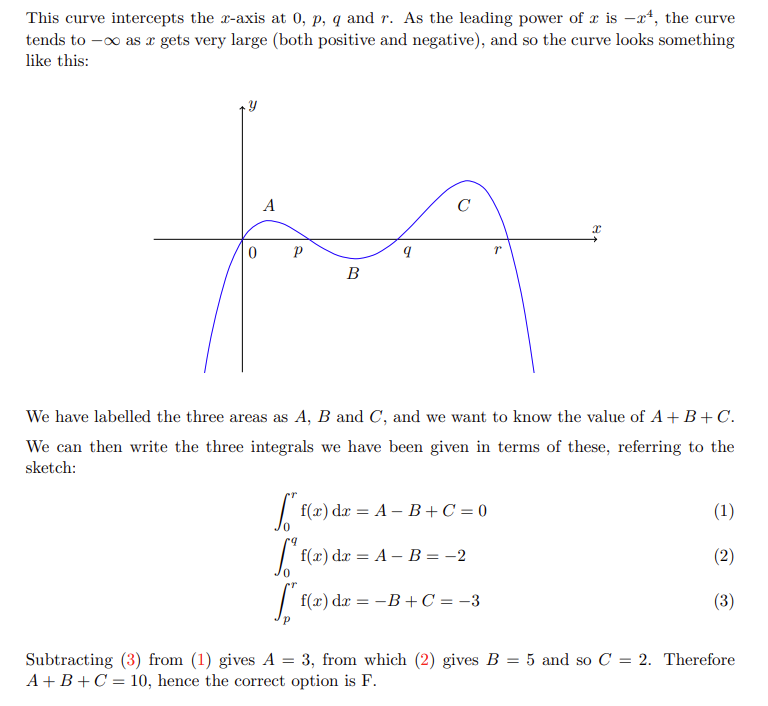 This curve intercepts the x-axis at 0, p, q and r. As the leading power of x is −x⁴, the curve
tends to −∞ as x gets very large (both positive and negative), and so the curve looks something
like this:
y
A
C
x
0
p
q
r
B
We have labelled the three areas as A, B and C, and we want to know the value of A + B + C.
We can then write the three integrals we have been given in terms of these, referring to the
sketch:
∫₀ʳ f(x) dx = A − B + C = 0 (1)
∫₀^q f(x) dx = A − B = −2 (2)
∫ₚʳ f(x) dx = −B + C = −3 (3)
Subtracting (3) from (1) gives A = 3, from which (2) gives B = 5 and so C = 2. Therefore
A + B + C = 10, hence the correct option is F.